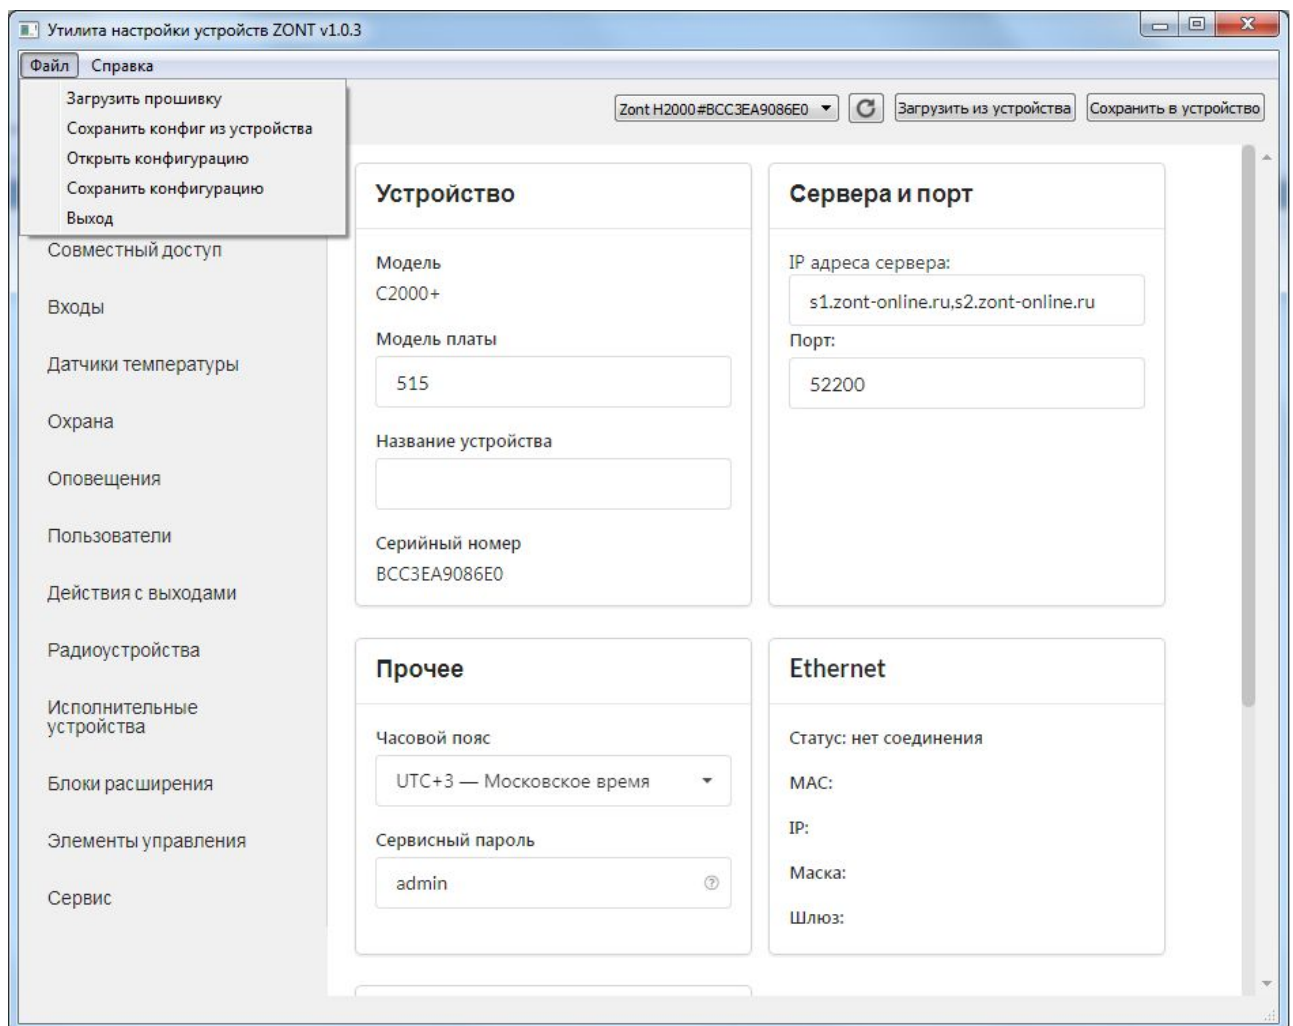 Утилита настройки устройств ZONT v1.0.3
Файл Справка
Загрузить прошивку
Сохранить конфиг из устройства
Открыть конфигурацию
Сохранить конфигурацию
Выход
Zont H2000#BCC3EA9086E0 Загрузить из устройства Сохранить в устройство
Совместный доступ
Входы
Датчики температуры
Охрана
Оповещения
Пользователи
Действия с выходами
Радиоустройства
Исполнительные
устройства
Блоки расширения
Элементы управления
Сервис
Устройство
Модель
C2000+
Модель платы
515
Название устройства
Серийный номер
BCC3EA9086E0
Сервера и порт
IP адреса сервера:
s1.zont-online.ru,s2.zont-online.ru
Порт:
52200
Прочее
Часовой пояс
UTC+3 — Московское время
Сервисный пароль
admin
Ethernet
Статус: нет соединения
MAC:
IP:
Маска:
Шлюз: